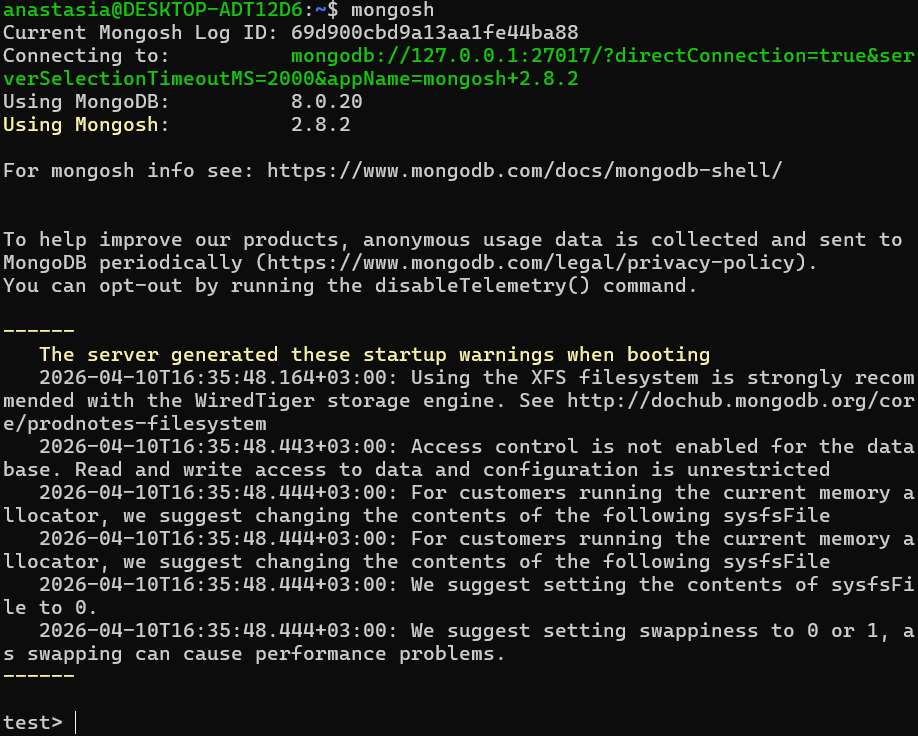 anastasia@DESKTOP-ADT12D6:~$ mongosh
Current Mongosh Log ID: 69d900cbd9a13aa1fe44ba88
Connecting to:          mongodb://127.0.0.1:27017/?directConnection=true&ser
verSelectionTimeoutMS=2000&appName=mongosh+2.8.2
Using MongoDB:          8.0.20
Using Mongosh:          2.8.2
For mongosh info see: https://www.mongodb.com/docs/mongodb-shell/
To help improve our products, anonymous usage data is collected and sent to
MongoDB periodically (https://www.mongodb.com/legal/privacy-policy).
You can opt-out by running the disableTelemetry() command.
------
   The server generated these startup warnings when booting
   2026-04-10T16:35:48.164+03:00: Using the XFS filesystem is strongly recom
mended with the WiredTiger storage engine. See http://dochub.mongodb.org/cor
e/prodnotes-filesystem
   2026-04-10T16:35:48.443+03:00: Access control is not enabled for the data
base. Read and write access to data and configuration is unrestricted
   2026-04-10T16:35:48.444+03:00: For customers running the current memory a
llocator, we suggest changing the contents of the following sysfsFile
   2026-04-10T16:35:48.444+03:00: For customers running the current memory a
llocator, we suggest changing the contents of the following sysfsFile
   2026-04-10T16:35:48.444+03:00: We suggest setting the contents of sysfsFi
le to 0.
   2026-04-10T16:35:48.444+03:00: We suggest setting swappiness to 0 or 1, a
s swapping can cause performance problems.
------
test>